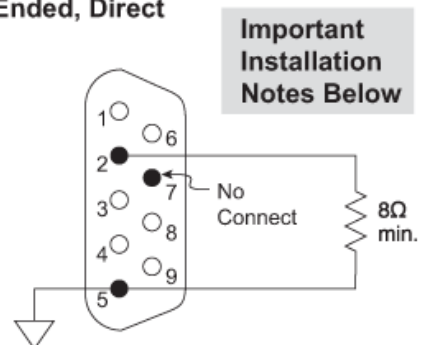 Ended, Direct
Important
Installation
Notes Below
1
6
2
7
No
Connect
3
8
4
9
5
8Ω
min.